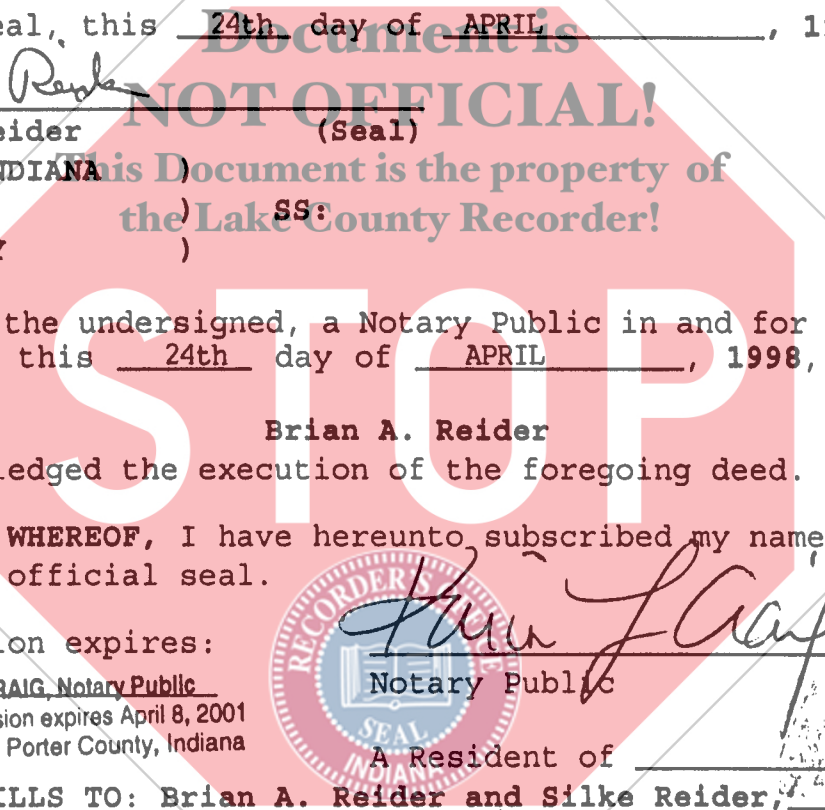 eal, this 24th day of APRIL , 1
Document is
NOT OFFICIAL!
eider (Seal)
NDIANA )
This Document is the property of
the Lake County Recorder!
) SS:
Y )
STOP
the undersigned, a Notary Public in and for
this 24th day of APRIL , 1998,
Brian A. Reider
ledged the execution of the foregoing deed.
WHEREOF, I have hereunto subscribed my name
official seal.
RECORDER'S OFFICE
SEAL
INDIANA
ion expires:
RAIG, Notary Public
sion expires April 8, 2001
Porter County, Indiana
Notary Public
A Resident of
ILLS TO: Brian A. Reider and Silke Reider,